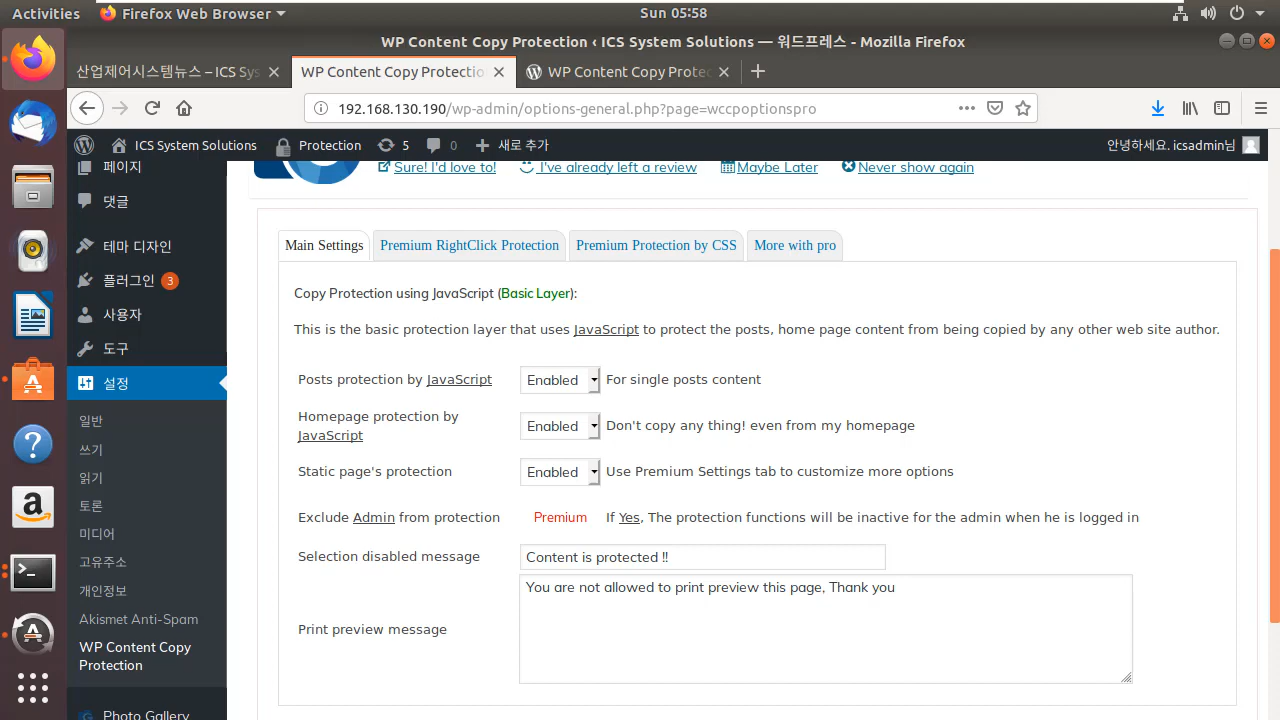 Activities Firefox Web Browser Sun 05:58
WP Content Copy Protection ‹ ICS System Solutions — 워드프레스 - Mozilla Firefox
산업제어시스템뉴스 – ICS Sys WP Content Copy Protectio WP Content Copy Protec
192.168.130.190/wp-admin/options-general.php?page=wccpoptionspro
ICS System Solutions Protection 5 0 새로 추가 안녕하세요. icsadmin님
페이지
댓글
테마 디자인
플러그인 3
사용자
도구
설정
일반
쓰기
읽기
토론
미디어
고유주소
개인정보
Akismet Anti-Spam
WP Content Copy
Protection
Photo Gallery
Sure! I'd love to! I've already left a review Maybe Later Never show again
Main Settings Premium RightClick Protection Premium Protection by CSS More with pro
Copy Protection using JavaScript (Basic Layer):
This is the basic protection layer that uses JavaScript to protect the posts, home page content from being copied by any other web site author.
Posts protection by JavaScript Enabled For single posts content
Homepage protection by
JavaScript Enabled Don't copy any thing! even from my homepage
Static page's protection Enabled Use Premium Settings tab to customize more options
Exclude Admin from protection Premium If Yes, The protection functions will be inactive for the admin when he is logged in
Selection disabled message Content is protected !!
You are not allowed to print preview this page, Thank you
Print preview message